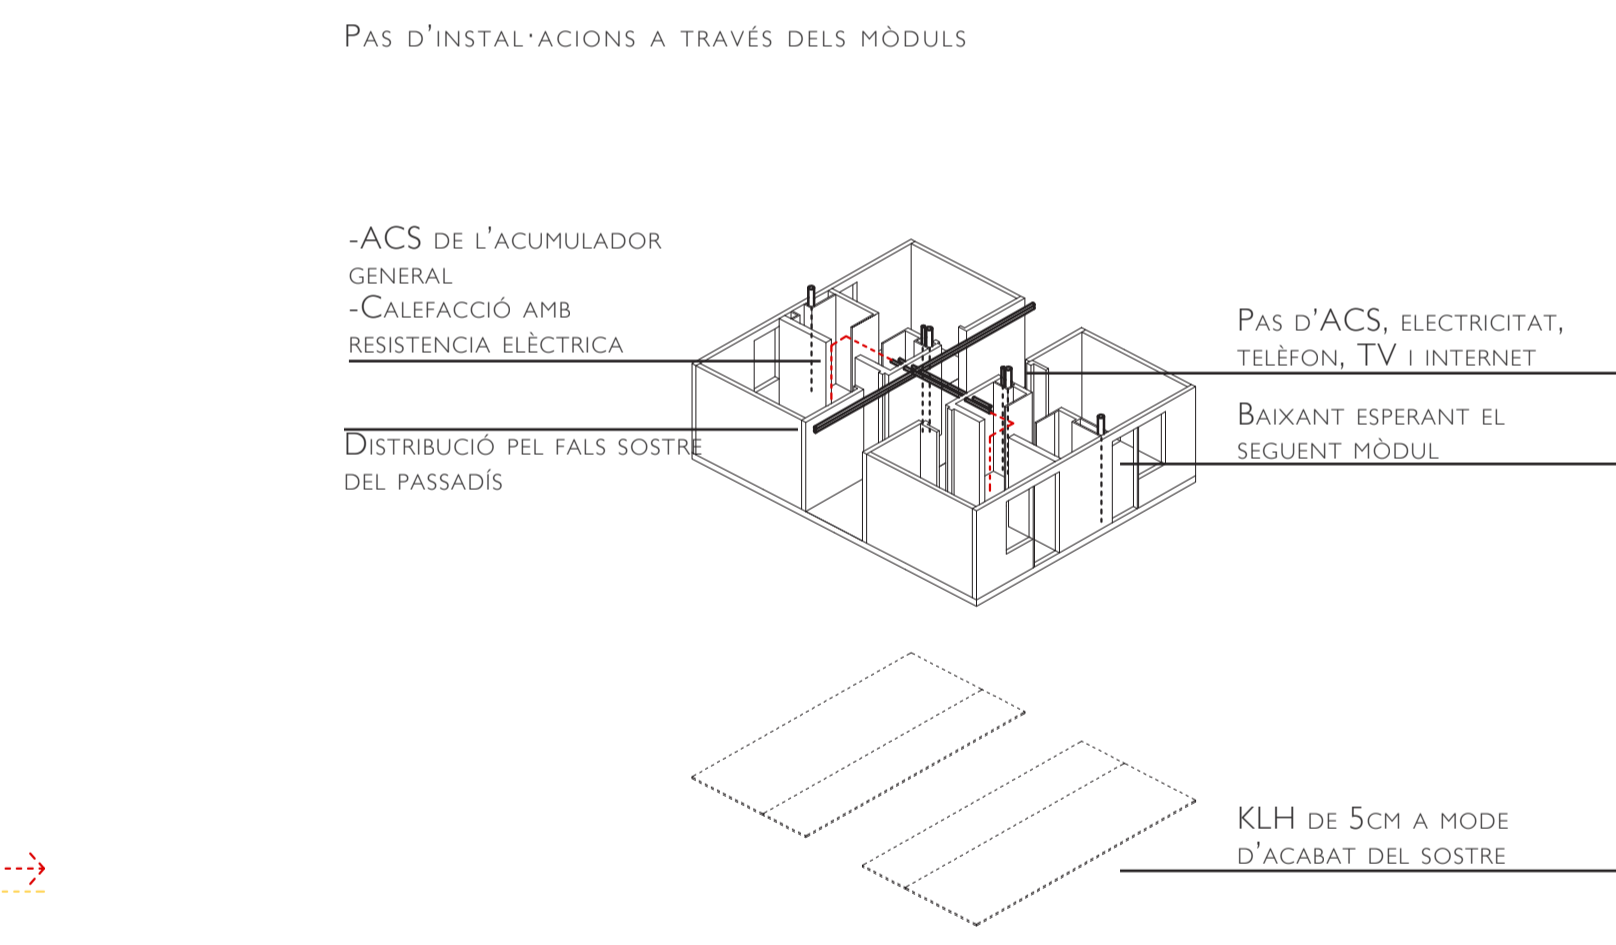 Pas d'instal·acions a través dels mòduls
-ACS de l'acumulador
general
-Calefacció amb
resistencia elèctrica
Distribució pel fals sostre
del passadís
Pas d'ACS, electricitat,
telèfon, TV i internet
Baixant esperant el
seguent mòdul
KLH de 5cm a mode
d'acabat del sostre